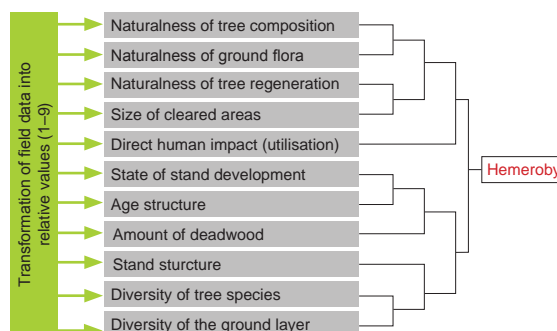 Transformation of field data into
relative values (1–9)
Naturalness of tree composition
Naturalness of ground flora
Naturalness of tree regeneration
Size of cleared areas
Direct human impact (utilisation)
State of stand development
Age structure
Amount of deadwood
Stand sturcture
Diversity of tree species
Diversity of the ground layer
Hemeroby